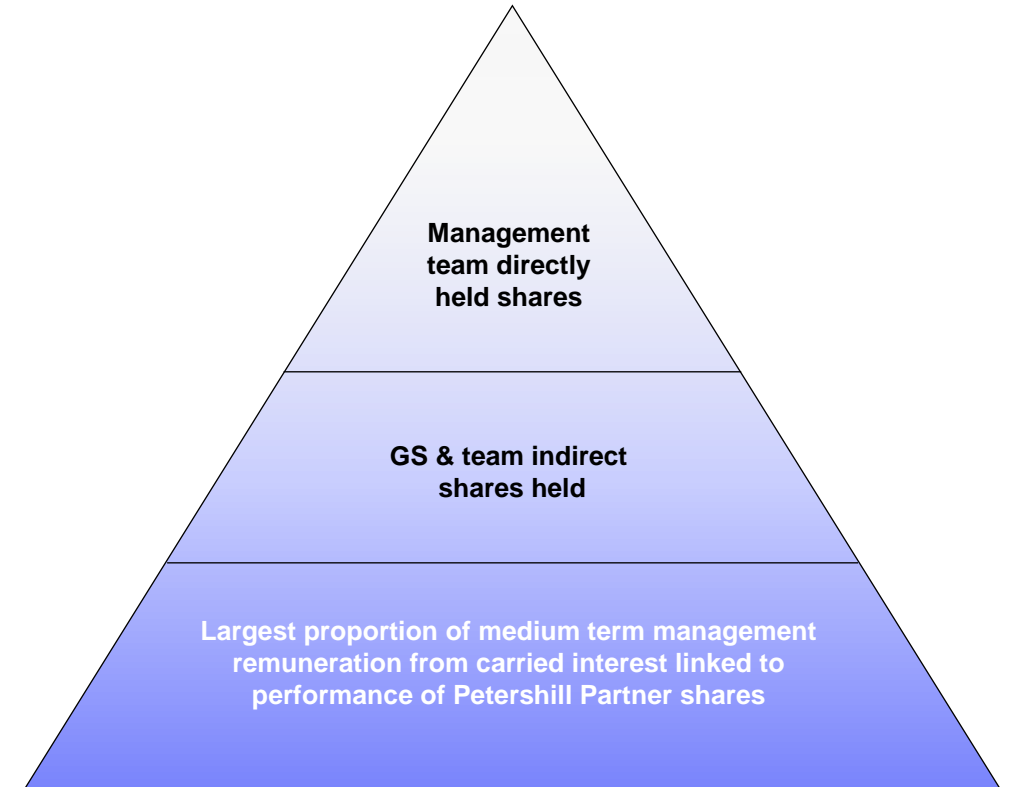 Management
team directly
held shares
GS & team indirect
shares held
Largest proportion of medium term management
remuneration from carried interest linked to
performance of Petershill Partner shares